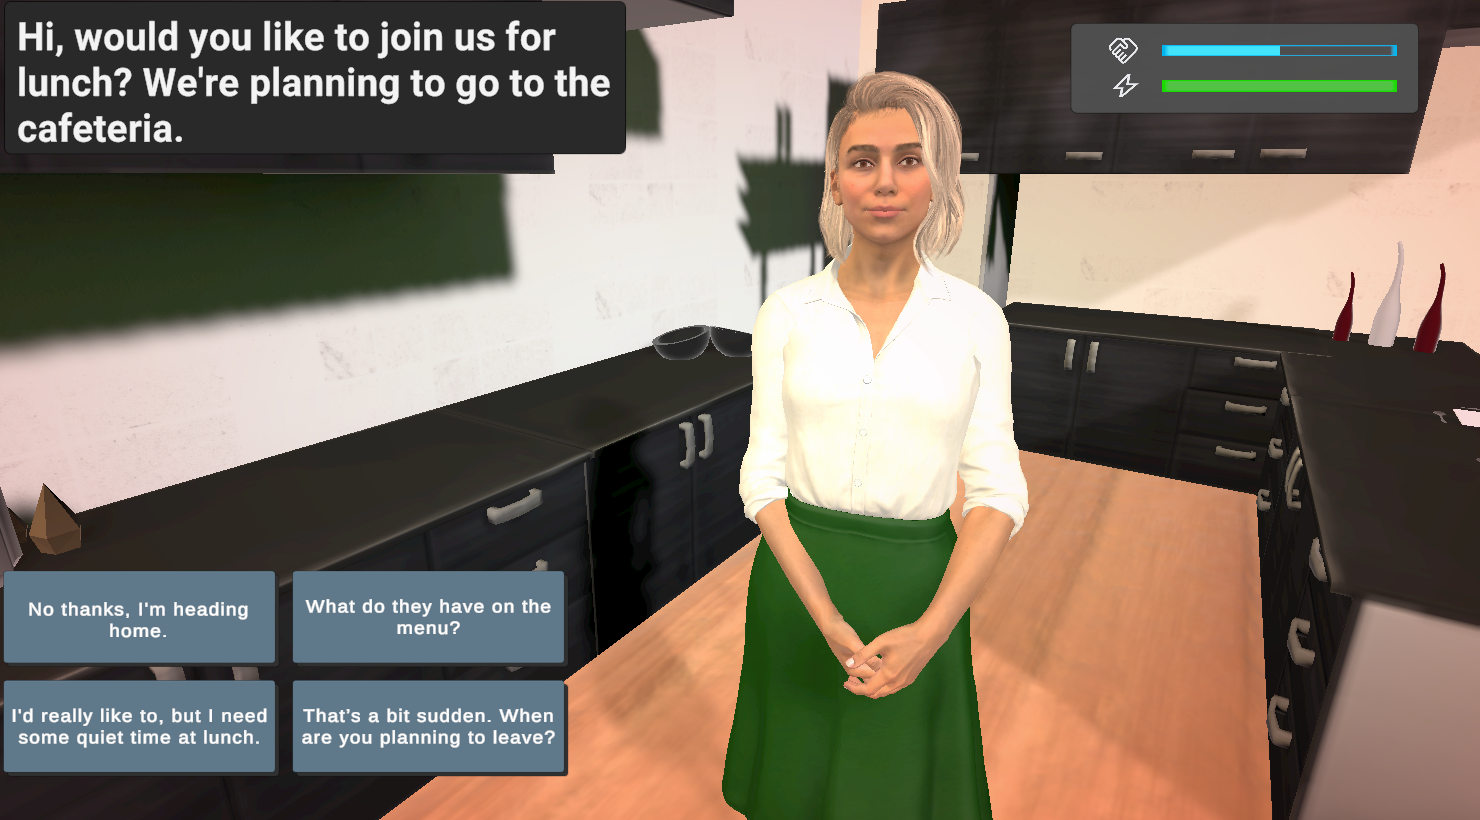 Hi, would you like to join us for
lunch? We're planning to go to the
cafeteria.
No thanks, I'm heading
home.
What do they have on the
menu?
I'd really like to, but I need
some quiet time at lunch.
That's a bit sudden. When
are you planning to leave?